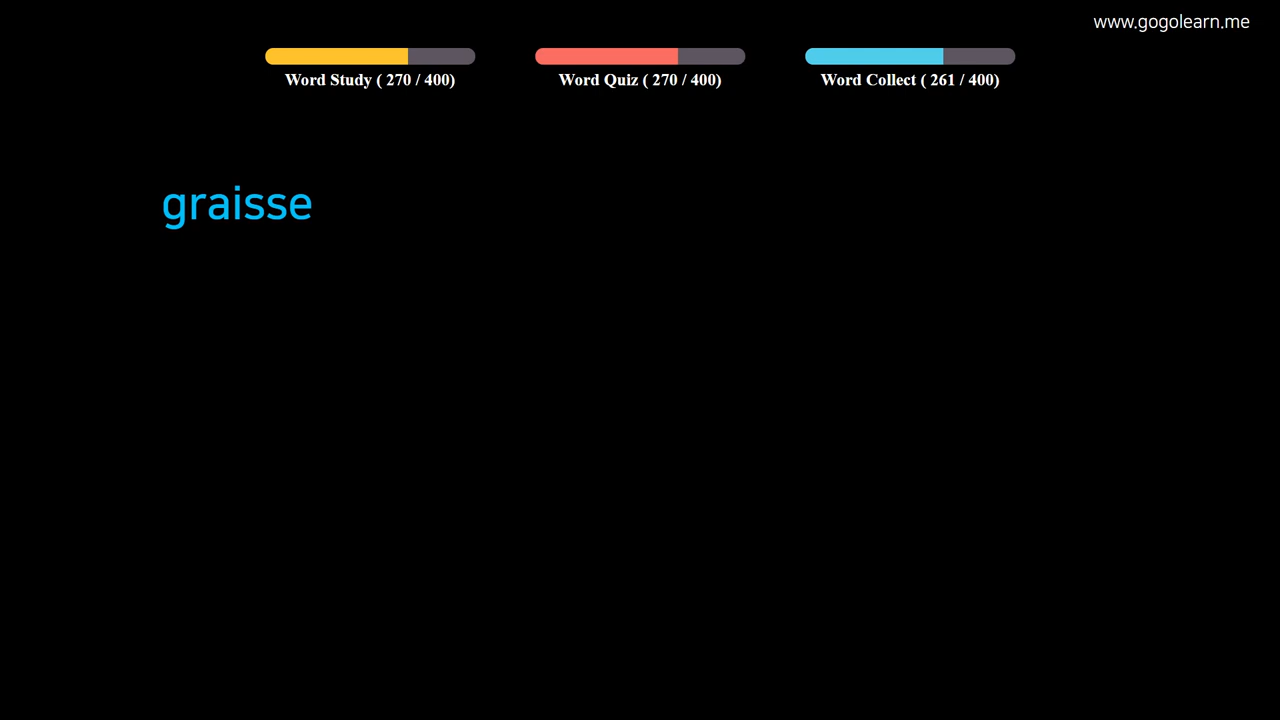 www.gogolearn.me
Word Study ( 270 / 400)
Word Quiz ( 270 / 400)
Word Collect ( 261 / 400)
graisse